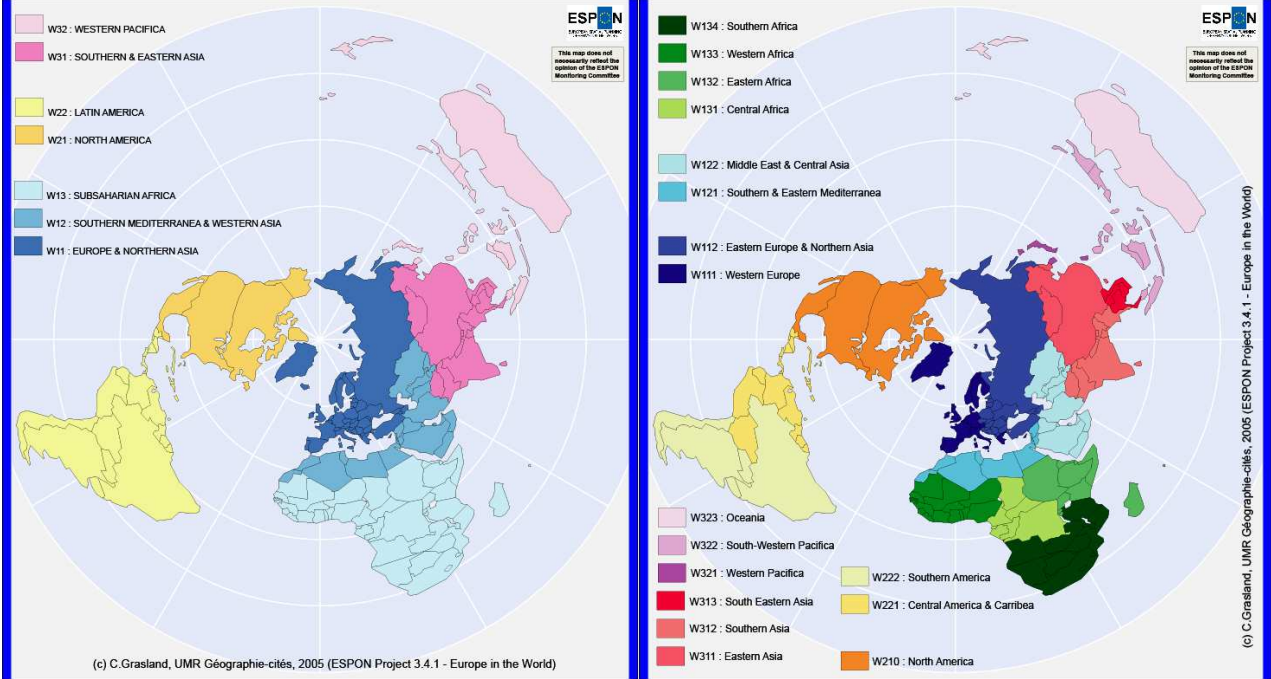 W32 : WESTERN PACIFICA
W31 : SOUTHERN & EASTERN ASIA
W22 : LATIN AMERICA
W21 : NORTH AMERICA
W13 : SUBSAHARIAN AFRICA
W12 : SOUTHERN MEDITERRANEA & WESTERN ASIA
W11 : EUROPE & NORTHERN ASIA
ESPON
This map does not
necessarily reflect the
opinion of the ESPON
Monitoring Committee
(c) C.Grasland, UMR Géographie-cités, 2005 (ESPON Project 3.4.1 - Europe in the World)
W134 : Southern Africa
W133 : Western Africa
W132 : Eastern Africa
W131 : Central Africa
W122 : Middle East & Central Asia
W121 : Southern & Eastern Mediterranea
W112 : Eastern Europe & Northern Asia
W111 : Western Europe
ESPON
This map does not
necessarily reflect the
opinion of the ESPON
Monitoring Committee
W323 : Oceania
W322 : South-Western Pacifica
W321 : Western Pacifica
W313 : South Eastern Asia
W312 : Southern Asia
W311 : Eastern Asia
W222 : Southern America
W221 : Central America & Carribea
W210 : North America
(c) C.Grasland, UMR Géographie-cités, 2005 (ESPON Project 3.4.1 - Europe in the World)